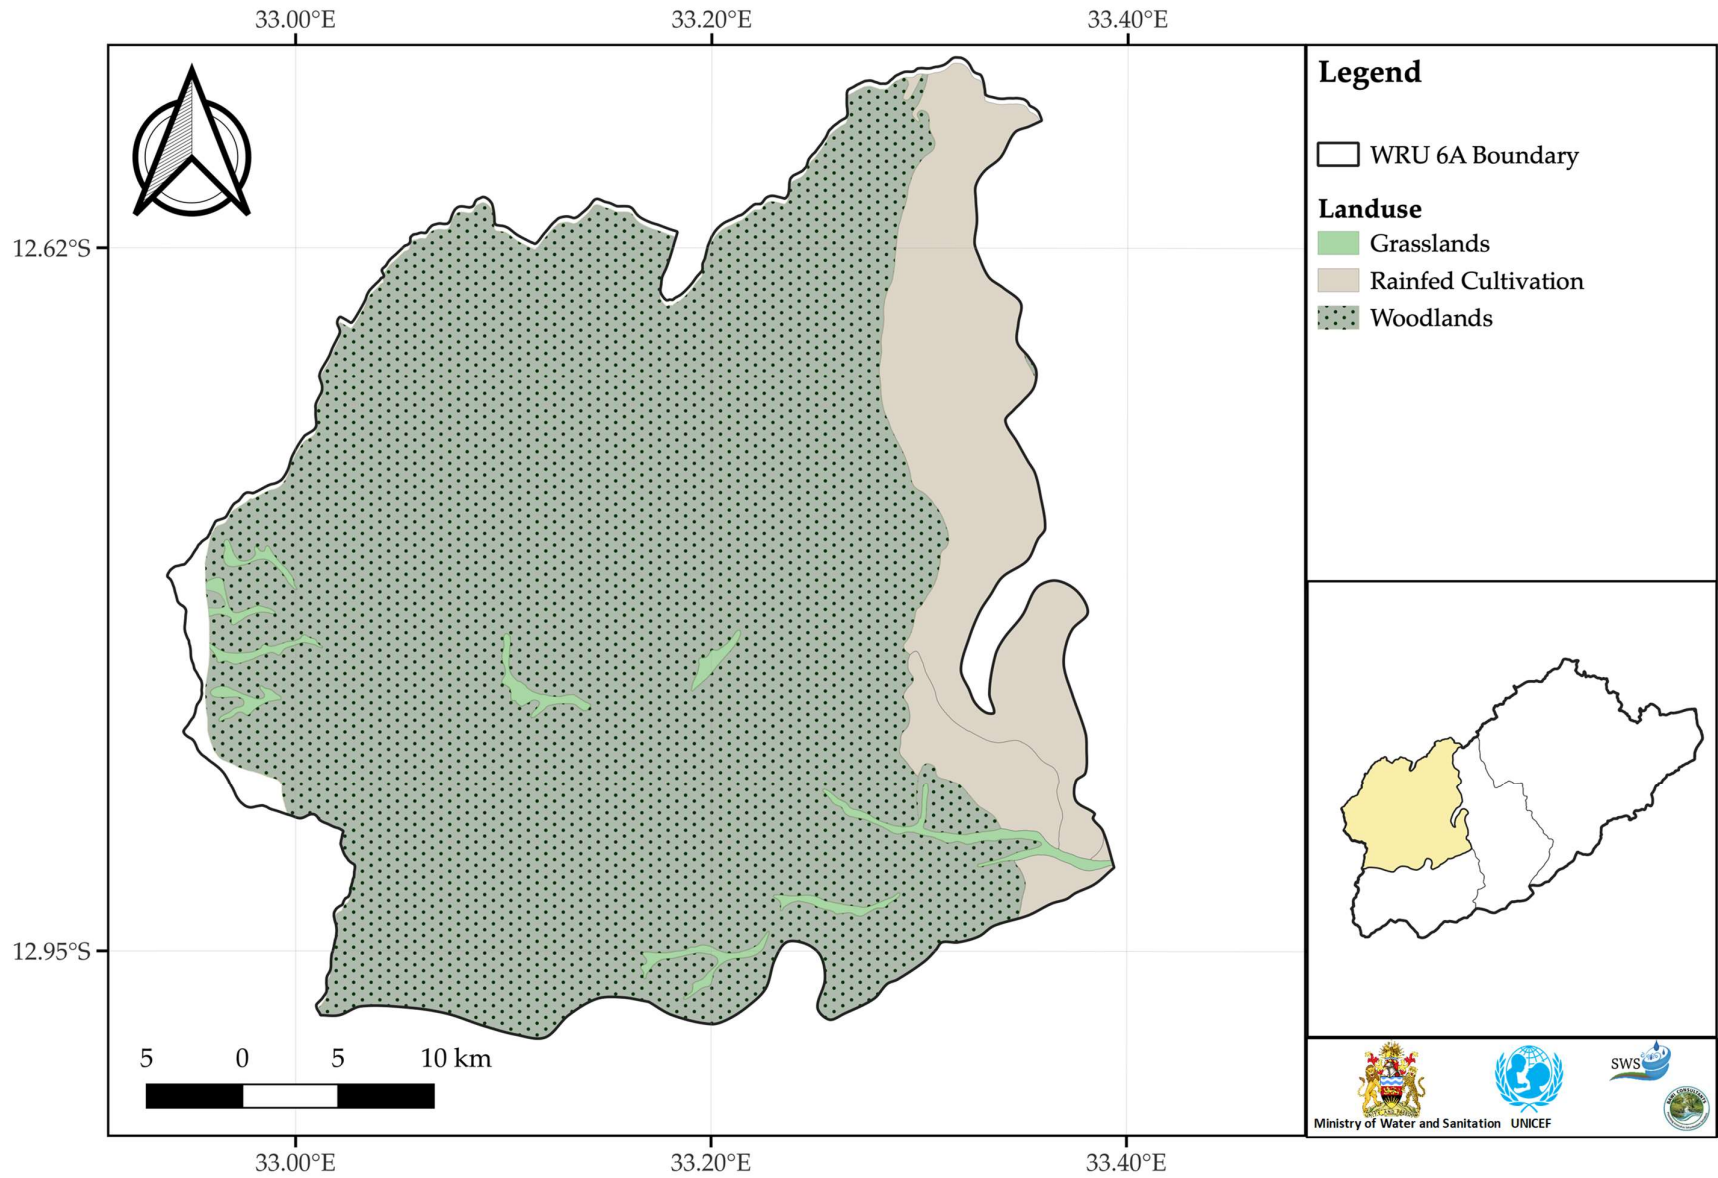 33.00°E 33.20°E 33.40°E
12.62°S
12.95°S
5 0 5 10 km
33.00°E 33.20°E 33.40°E
Legend
WRU 6A Boundary
Landuse
Grasslands
Rainfed Cultivation
Woodlands
SWS
Ministry of Water and Sanitation UNICEF